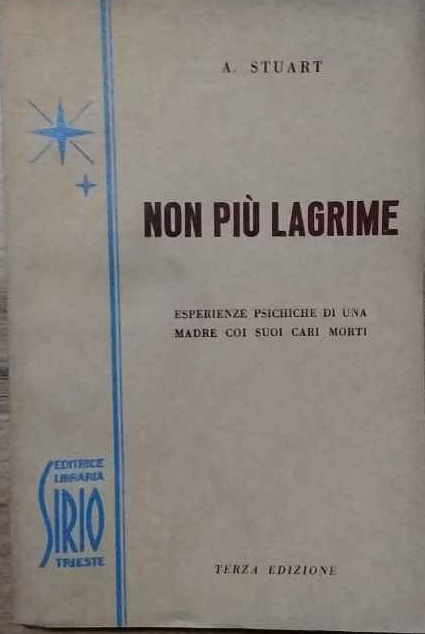 A. STUART
NON PIÙ LAGRIME
ESPERIENZE PSICHICHE DI UNA
MADRE COI SUOI CARI MORTI
EDITRICE
LIBRARIA
SIRIO
TRIESTE
TERZA EDIZIONE